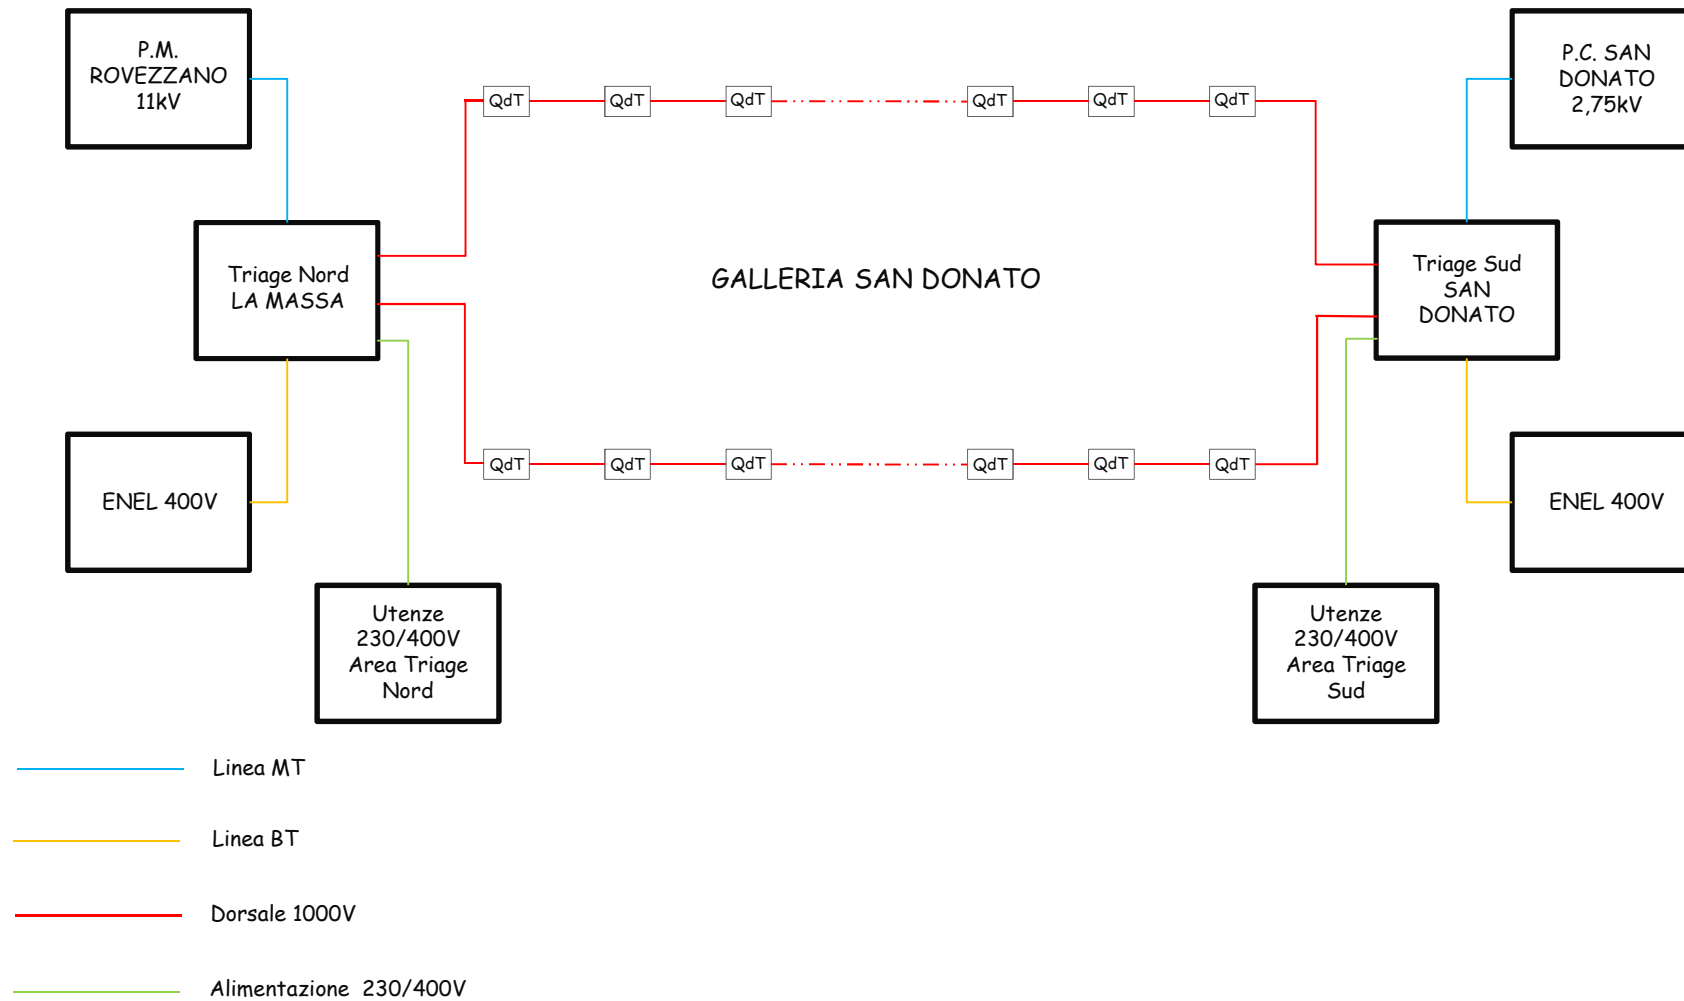 P.M.
ROVEZZANO
11kV
P.C. SAN
DONATO
2,75kV
QdT
QdT
QdT
QdT
QdT
QdT
Triage Nord
LA MASSA
GALLERIA SAN DONATO
Triage Sud
SAN
DONATO
QdT
QdT
QdT
QdT
QdT
QdT
ENEL 400V
ENEL 400V
Utenze
230/400V
Area Triage
Nord
Utenze
230/400V
Area Triage
Sud
Linea MT
Linea BT
Dorsale 1000V
Alimentazione 230/400V